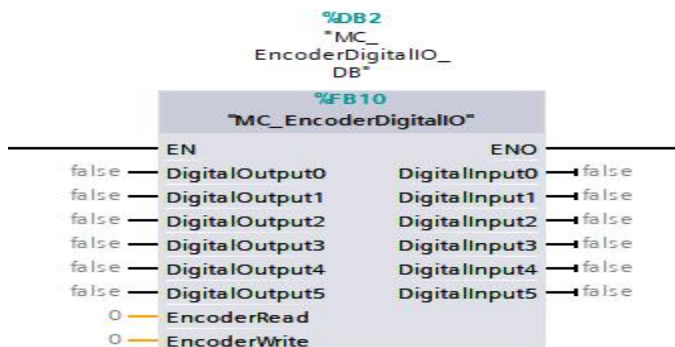 %DB2
"MC_
EncoderDigitalIO_
DB"
%FB10
"MC_EncoderDigitalIO"
EN ENO
false DigitalOutput0 DigitalInput0 false
false DigitalOutput1 DigitalInput1 false
false DigitalOutput2 DigitalInput2 false
false DigitalOutput3 DigitalInput3 false
false DigitalOutput4 DigitalInput4 false
false DigitalOutput5 DigitalInput5 false
0 EncoderRead
0 EncoderWrite